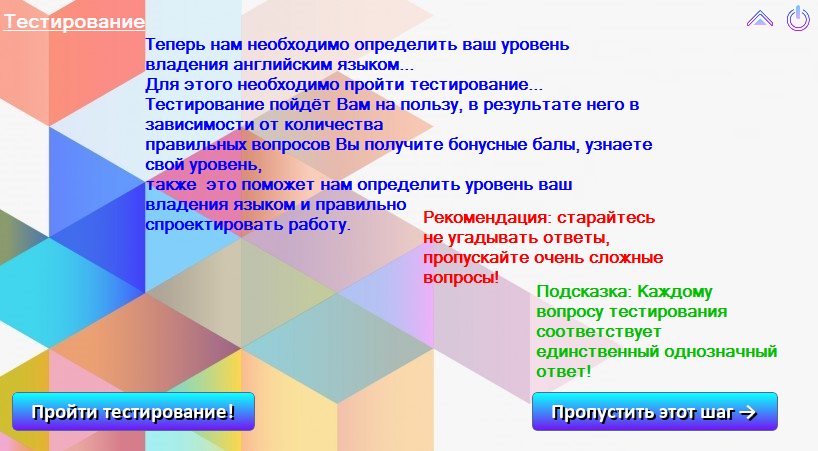 Тестирование
Теперь нам необходимо определить ваш уровень
владения английским языком...
Для этого необходимо пройти тестирование...
Тестирование пойдёт Вам на пользу, в результате него в
зависимости от количества
правильных вопросов Вы получите бонусные балы, узнаете
свой уровень,
также  это поможет нам определить уровень ваш
владения языком и правильно
спроектировать работу.
Рекомендация: старайтесь
не угадывать ответы,
пропускайте очень сложные
вопросы!
Подсказка: Каждому
вопросу тестирования
соответствует
единственный однозначный
ответ!
Пройти тестирование!
Пропустить этот шаг →